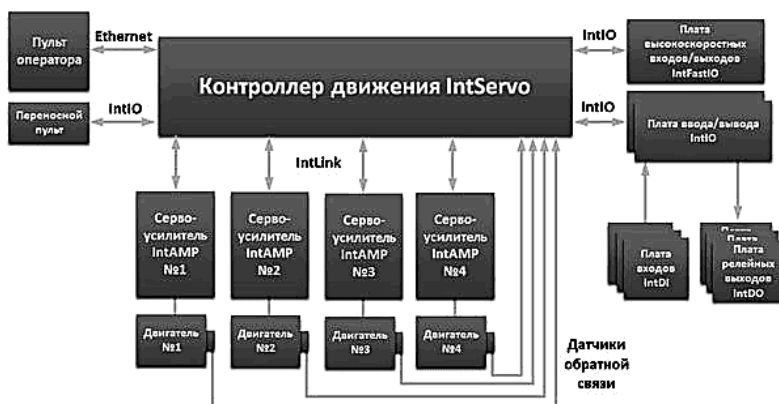 Пульт
оператора
Ethernet
Контроллер движения IntServo
IntIO
Плата
высокоскоростных
входов/выходов
IntFastIO
Переносной
пульт
IntIO
IntIO
Плата ввода/вывода
IntIO
IntLink
Серво-
усилитель
IntAMP
№1
Серво-
усилитель
IntAMP
№2
Серво-
усилитель
IntAMP
№3
Серво-
усилитель
IntAMP
№4
Плата
входов
IntDI
Плата
Плата
Плата
релейных
выходов
IntDO
Двигатель
№1
Двигатель
№2
Двигатель
№3
Двигатель
№4
Датчики
обратной
связи